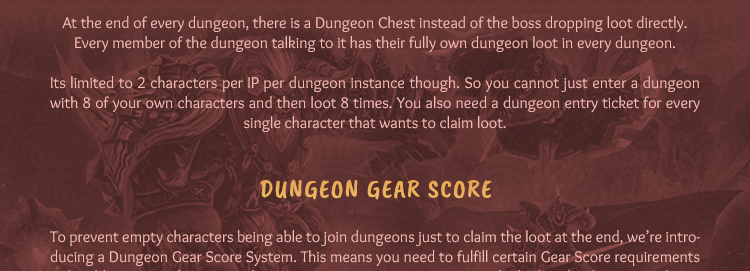 At the end of every dungeon, there is a Dungeon Chest instead of the boss dropping loot directly.
Every member of the dungeon talking to it has their fully own dungeon loot in every dungeon.
Its limited to 2 characters per IP per dungeon instance though. So you cannot just enter a dungeon
with 8 of your own characters and then loot 8 times. You also need a dungeon entry ticket for every
single character that wants to claim loot.
DUNGEON GEAR SCORE
To prevent empty characters being able to join dungeons just to claim the loot at the end, we're intro-
ducing a Dungeon Gear Score System. This means you need to fulfill certain Gear Score requirements